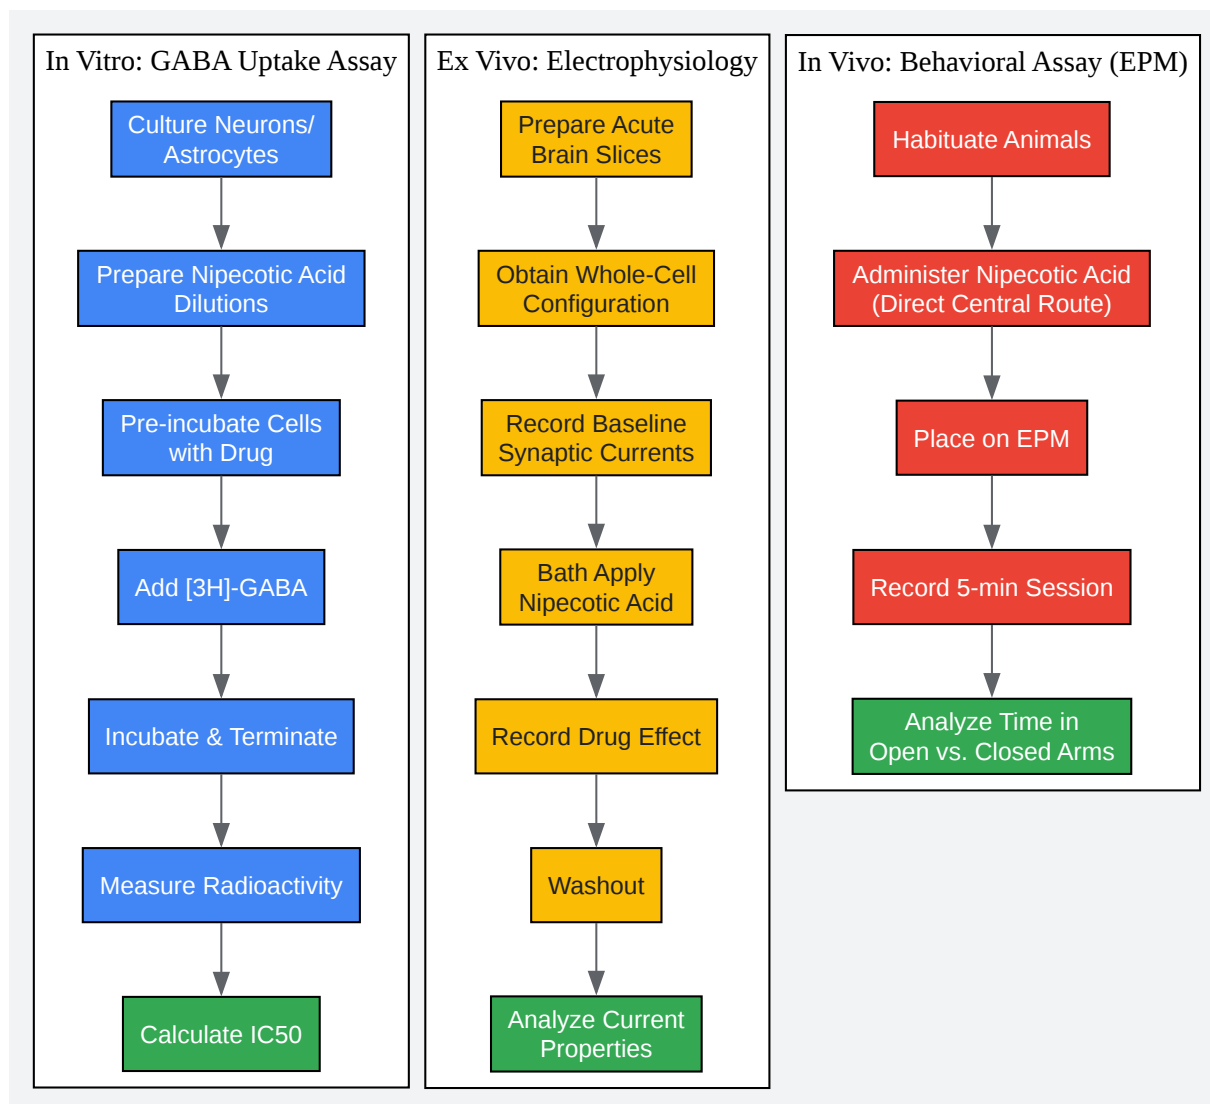 In Vitro: GABA Uptake Assay
Culture Neurons/
Astrocytes
Prepare Nipecotic Acid
Dilutions
Pre-incubate Cells
with Drug
Add [3H]-GABA
Incubate & Terminate
Measure Radioactivity
Calculate IC50
Ex Vivo: Electrophysiology
Prepare Acute
Brain Slices
Obtain Whole-Cell
Configuration
Record Baseline
Synaptic Currents
Bath Apply
Nipecotic Acid
Record Drug Effect
Washout
Analyze Current
Properties
In Vivo: Behavioral Assay (EPM)
Habituate Animals
Administer Nipecotic Acid
(Direct Central Route)
Place on EPM
Record 5-min Session
Analyze Time in
Open vs. Closed Arms